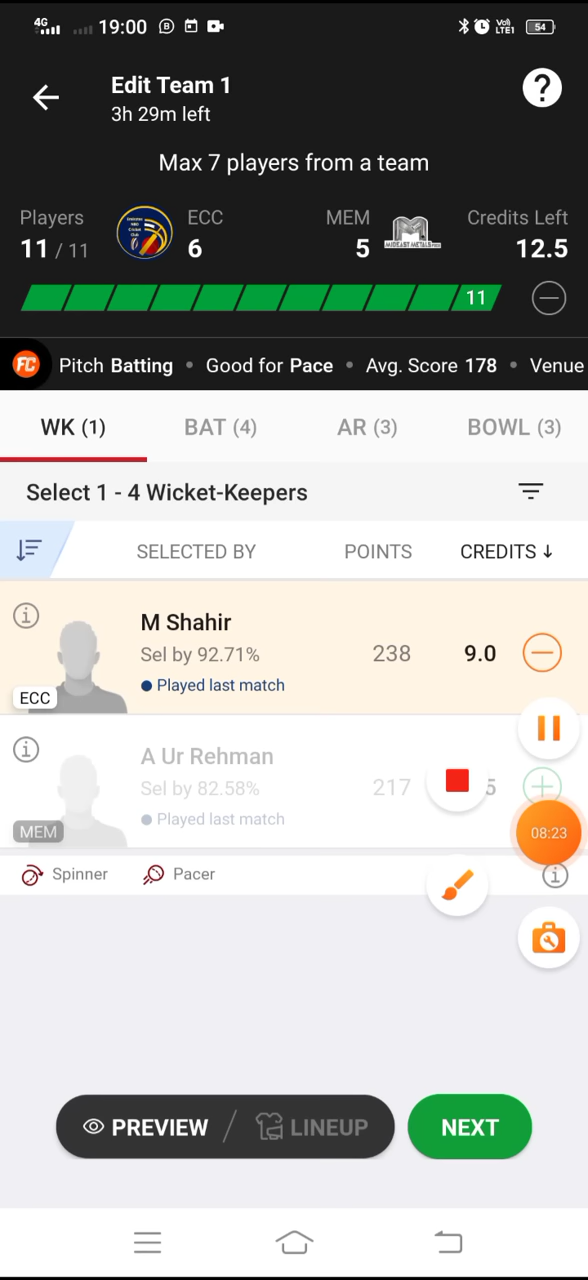 4G 19:00 B VoI) LTE1 54
Edit Team 1 ?
3h 29m left
Max 7 players from a team
Players ECC MEM Credits Left
11 / 11 6 5 12.5
11
FC Pitch Batting • Good for Pace • Avg. Score 178 • Venue
WK (1) BAT (4) AR (3) BOWL (3)
Select 1 - 4 Wicket-Keepers
SELECTED BY POINTS CREDITS ↓
M Shahir
Sel by 92.71% 238 9.0
Played last match
ECC
A Ur Rehman
Sel by 82.58% 217 5
Played last match
MEM
08:23
Spinner Pacer
PREVIEW / LINEUP NEXT